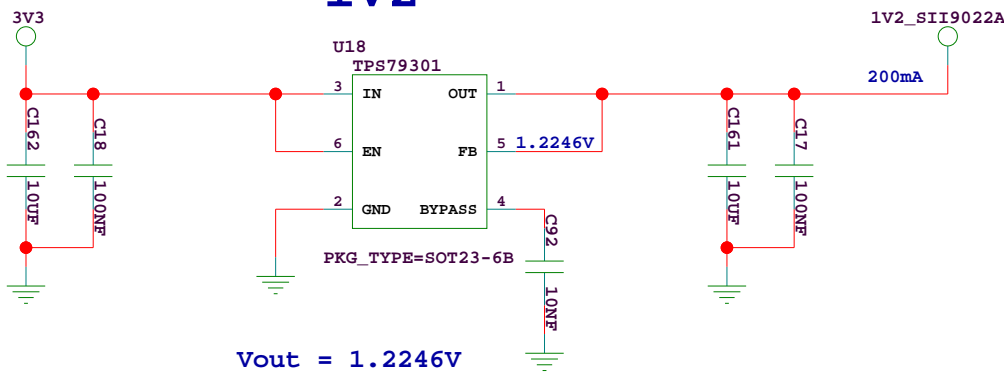 1V2
3V3
1V2_SII9022A
U18
TPS79301
200mA
3 IN OUT 1
C162
C18
C161
C17
6 EN FB 5 1.2246V
10UF
100NF
10UF
100NF
2 GND BYPASS 4
C92
PKG_TYPE=SOT23-6B
10NF
Vout = 1.2246V